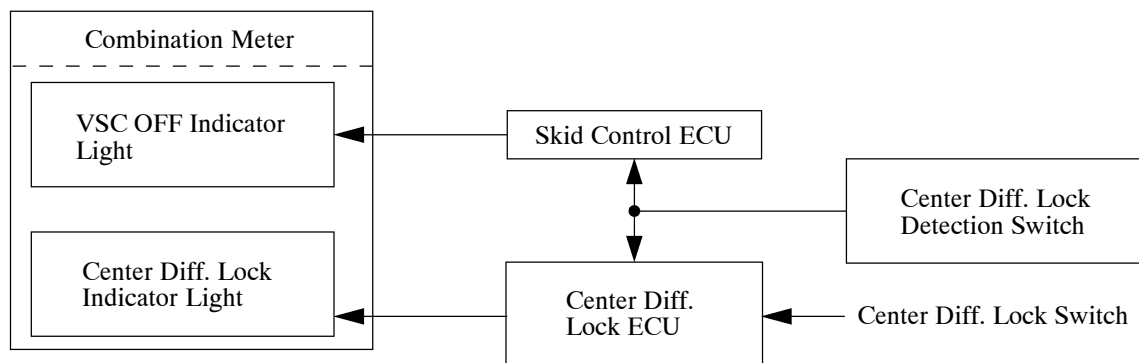 Combination Meter
VSC OFF Indicator
Light
Skid Control ECU
Center Diff. Lock
Detection Switch
Center Diff. Lock
Indicator Light
Center Diff.
Lock ECU
Center Diff. Lock Switch